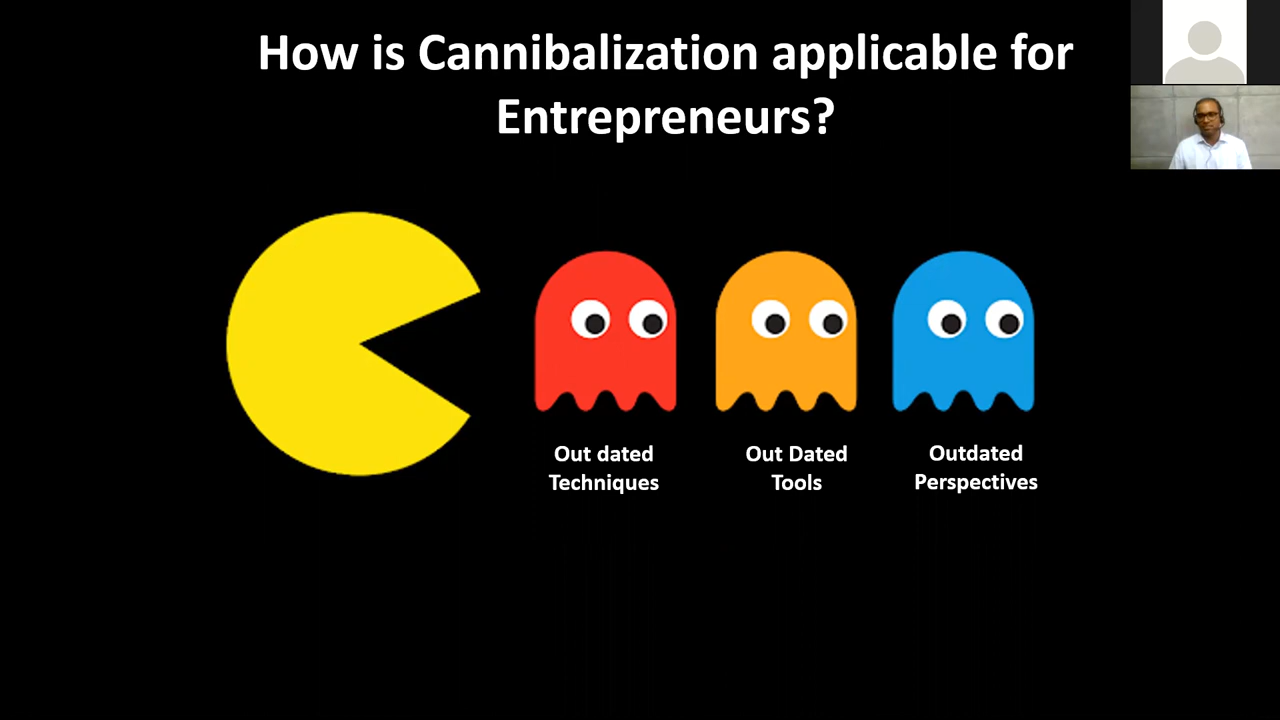 How is Cannibalization applicable for
Entrepreneurs?
Out dated
Techniques
Out Dated
Tools
Outdated
Perspectives